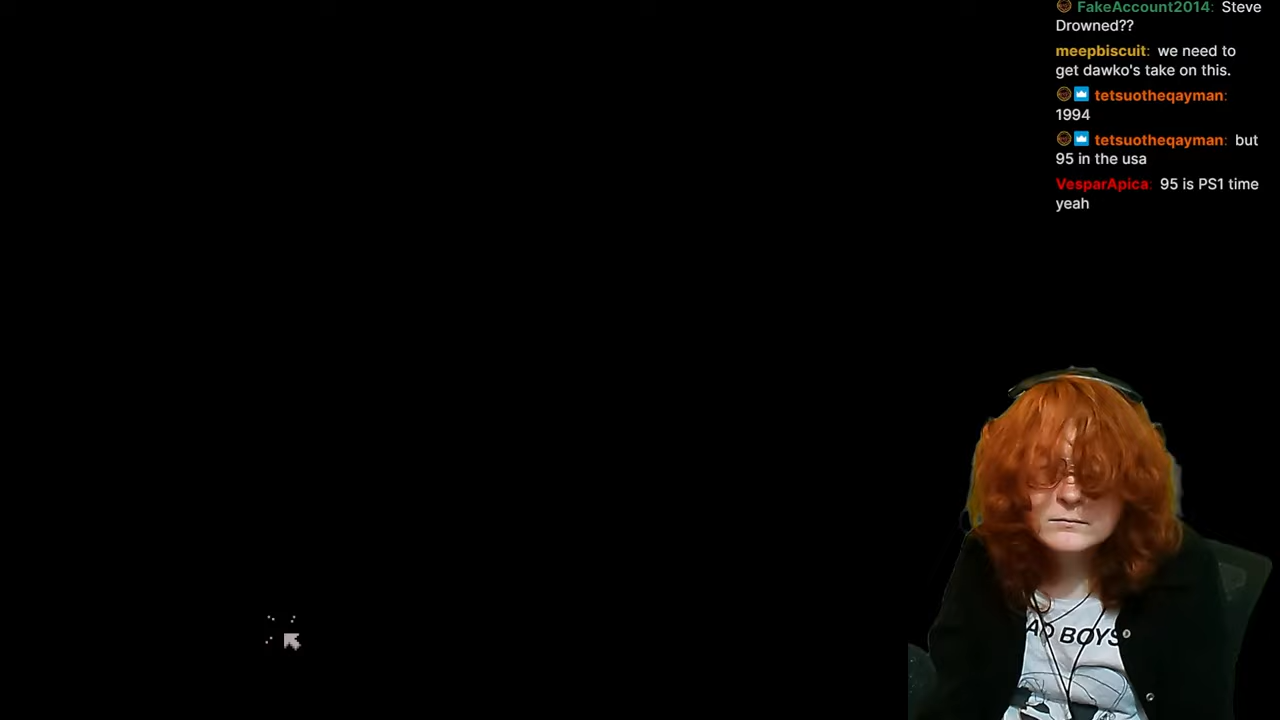 FakeAccount2014: Steve
Drowned??
meepbiscuit: we need to
get dawko's take on this.
tetsuotheqayman:
1994
tetsuotheqayman: but
95 in the usa
VesparApica: 95 is PS1 time
yeah
AD BOYS